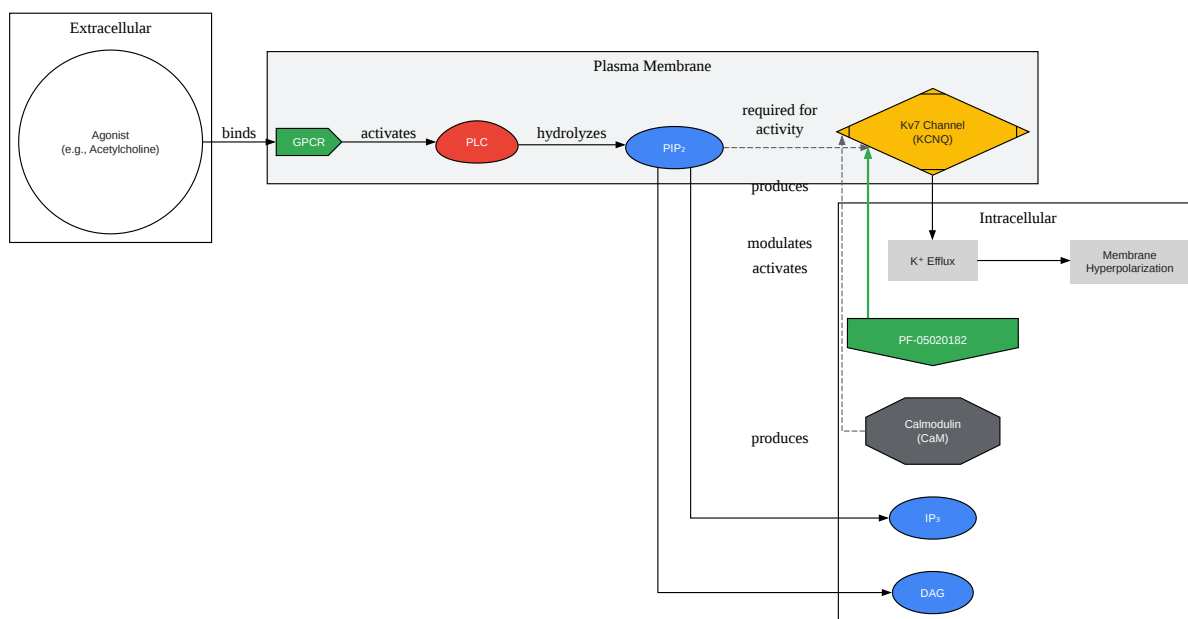 Extracellular
Agonist
(e.g., Acetylcholine)
binds
Plasma Membrane
GPCR
activates
PLC
hydrolyzes
PIP₂
required for
activity
Kv7 Channel
(KCNQ)
produces
modulates
activates
Intracellular
K⁺ Efflux
Membrane
Hyperpolarization
PF-05020182
Calmodulin
(CaM)
produces
IP₃
DAG